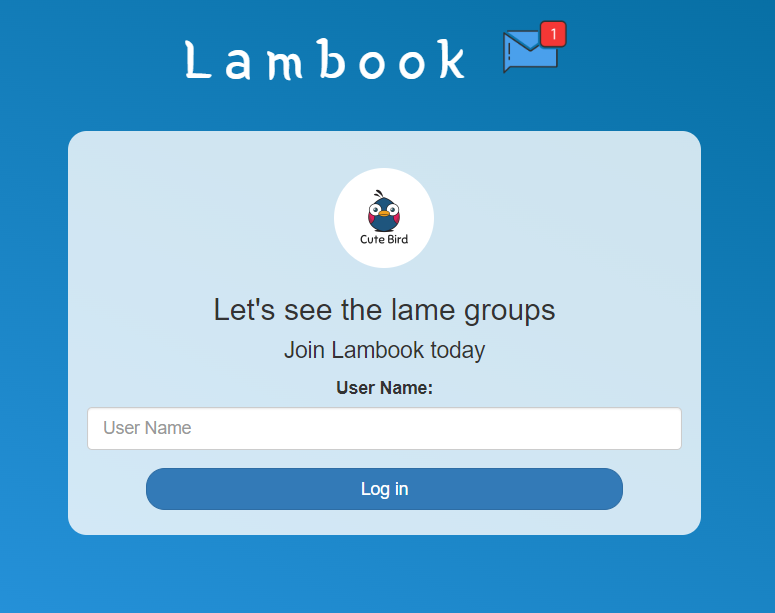 Lambook
1
Cute Bird
Let's see the lame groups
Join Lambook today
User Name:
User Name
Log in